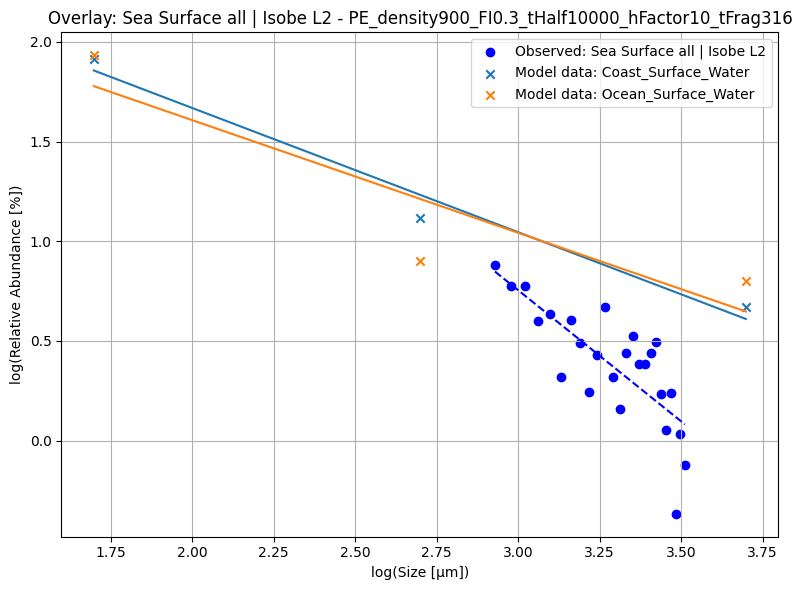 Overlay: Sea Surface all | Isobe L2 - PE_density900_FI0.3_tHalf10000_hFactor10_tFrag316
Observed: Sea Surface all | Isobe L2
Model data: Coast_Surface_Water
Model data: Ocean_Surface_Water
log(Relative Abundance [%])
2.0
1.5
1.0
0.5
0.0
1.75 2.00 2.25 2.50 2.75 3.00 3.25 3.50 3.75
log(Size [μm])